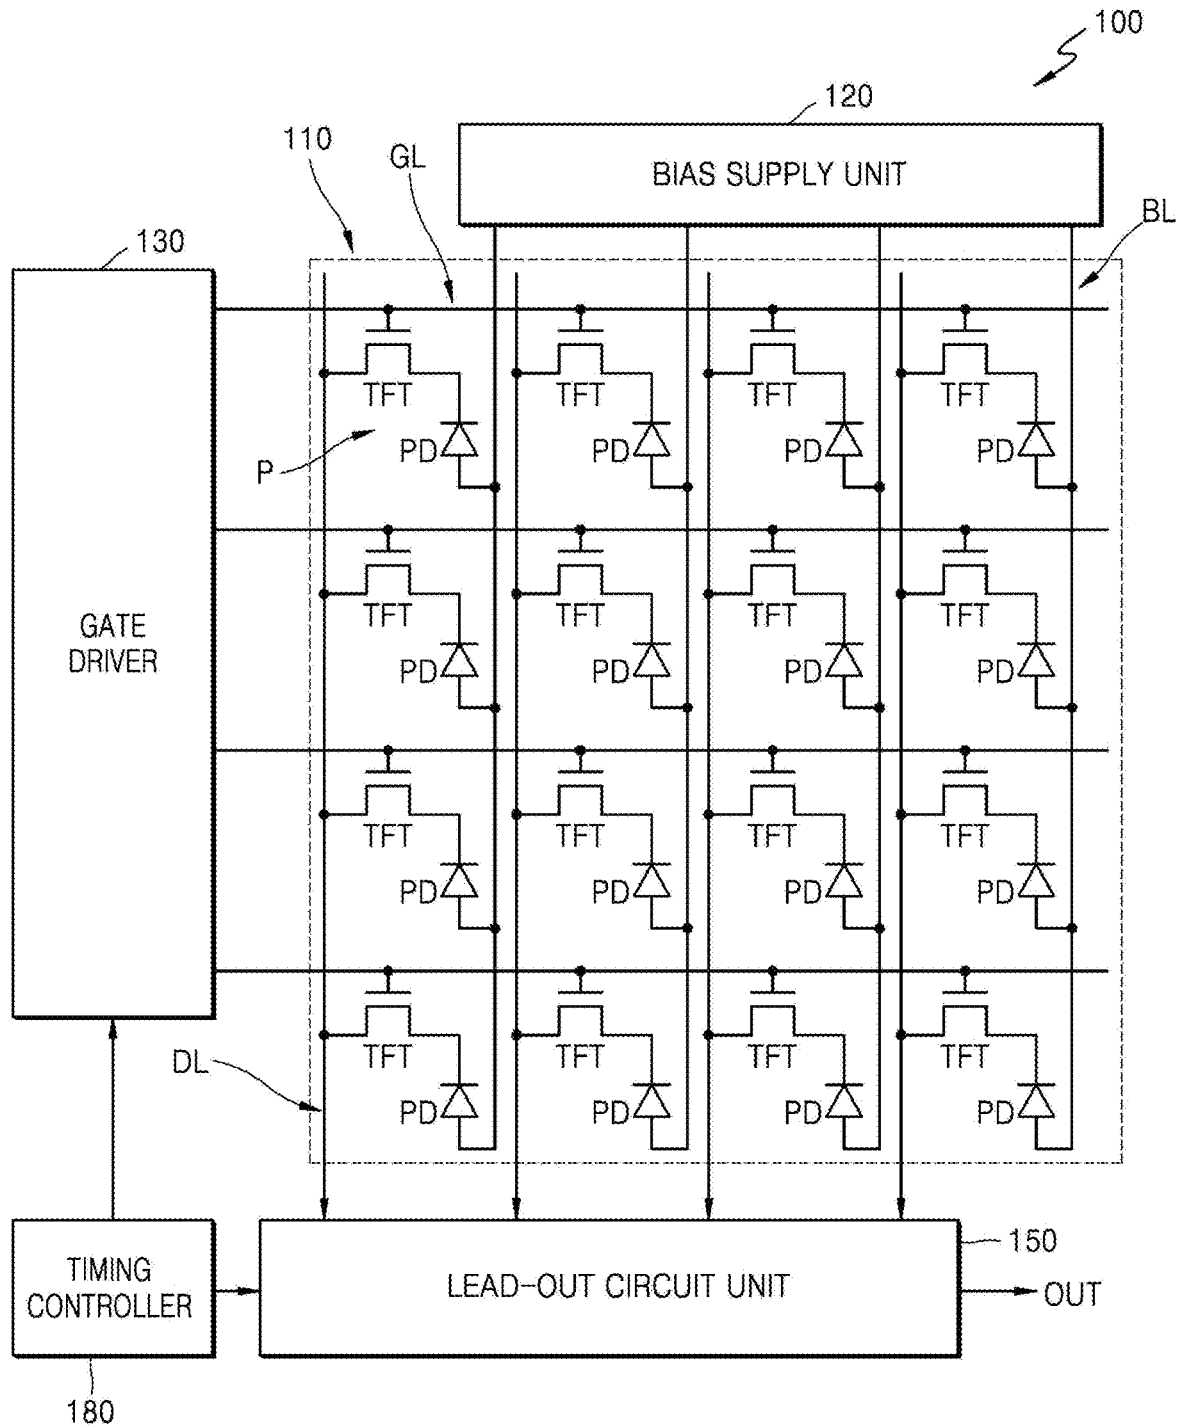 100
120
110
GL
BIAS SUPPLY UNIT
BL
130
TFT TFT TFT TFT
P
PD PD PD PD
GATE
DRIVER
TFT TFT TFT TFT
PD PD PD PD
TFT TFT TFT TFT
PD PD PD PD
TFT TFT TFT TFT
DL
PD PD PD PD
TIMING
CONTROLLER
LEAD-OUT CIRCUIT UNIT
150
OUT
180